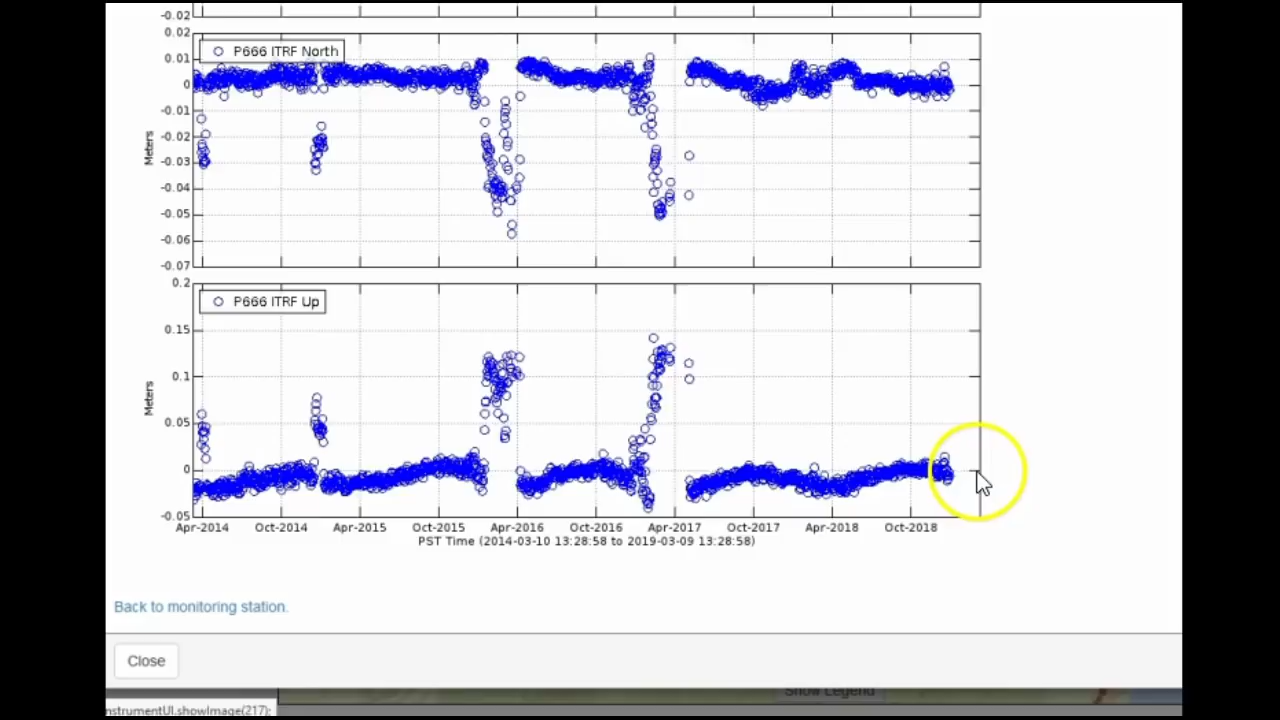 -0.02
0.02
P666 ITRF North
0.01
0
-0.01
-0.02
-0.03
-0.04
-0.05
-0.06
-0.07
Meters
0.2
P666 ITRF Up
0.15
0.1
0.05
0
-0.05
Meters
Apr-2014 Oct-2014 Apr-2015 Oct-2015 Apr-2016 Oct-2016 Apr-2017 Oct-2017 Apr-2018 Oct-2018
PST Time (2014-03-10 13:28:58 to 2019-03-09 13:28:58)
Back to monitoring station.
Close
Show Legend
nstrumentUI.showImage(217);